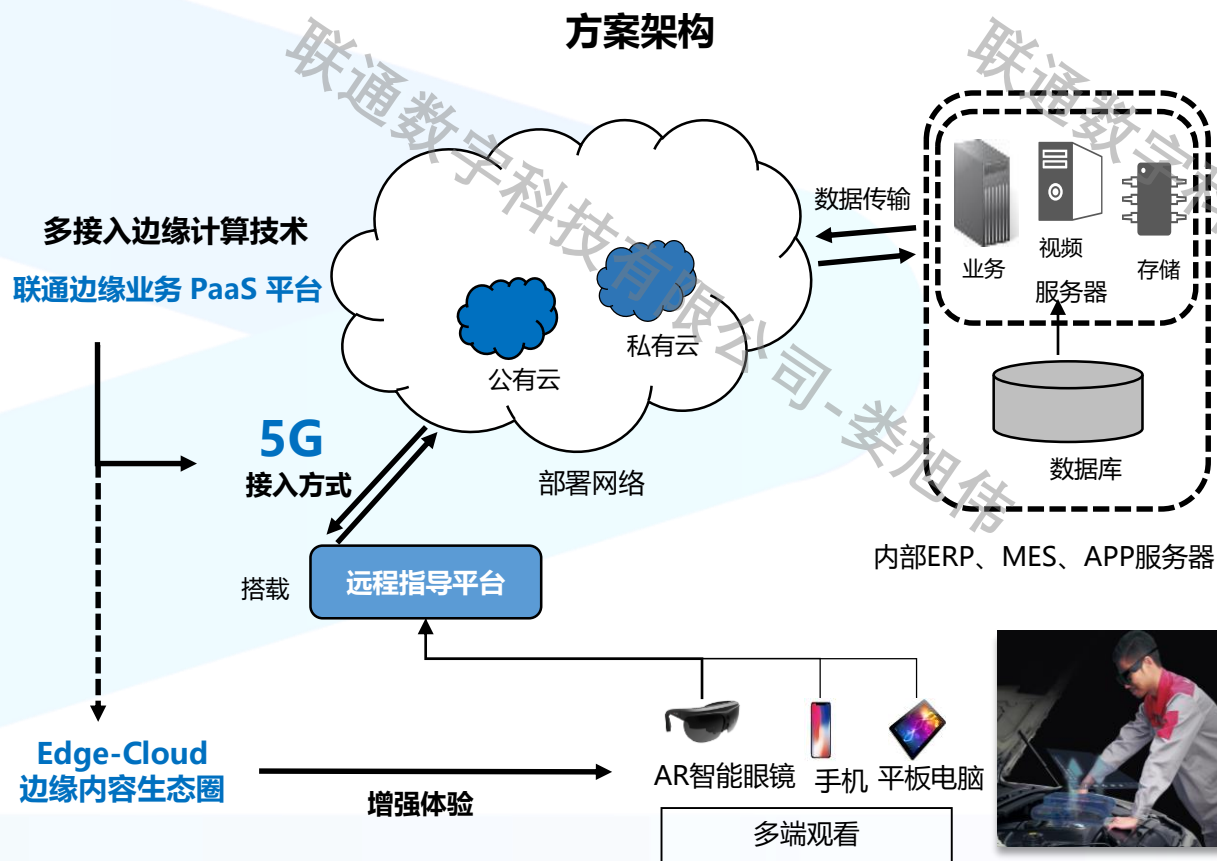 方案架构
多接入边缘计算技术
联通边缘业务 PaaS 平台
数据传输
业务
视频
存储
服务器
私有云
公有云
5G
接入方式
部署网络
数据库
内部ERP、MES、APP服务器
搭载
远程指导平台
Edge-Cloud
边缘内容生态圈
增强体验
AR智能眼镜
手机
平板电脑
多端观看
联通数字科技有限公司-娄旭伟
联通数字科